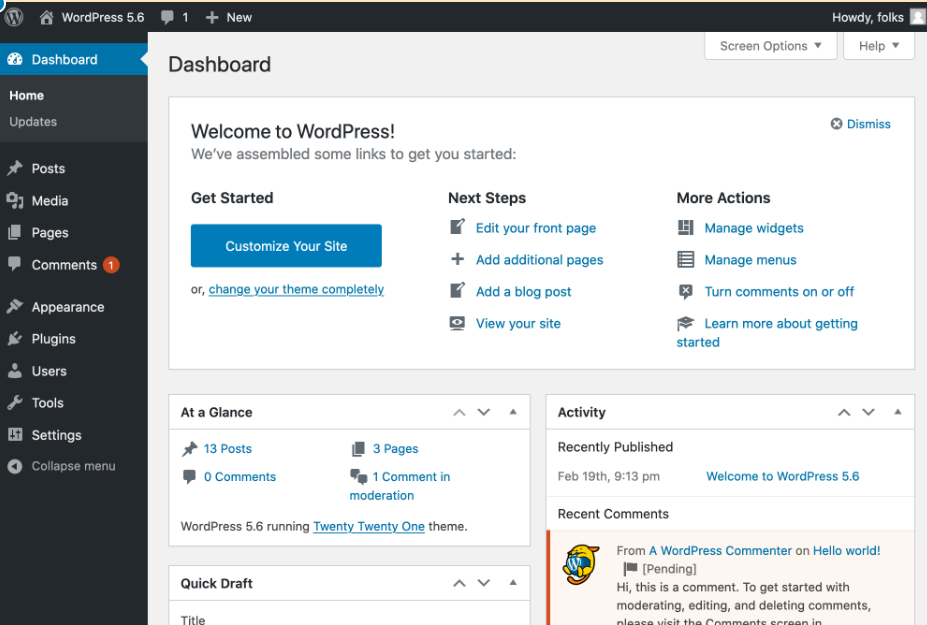 WordPress 5.6 1 New Howdy, folks
Dashboard
Home
Updates
Posts
Media
Pages
Comments 1
Appearance
Plugins
Users
Tools
Settings
Collapse menu
Screen Options ▼ Help ▼
Dashboard
Welcome to WordPress!
We've assembled some links to get you started:
Dismiss
Get Started
Customize Your Site
or, change your theme completely
Next Steps
Edit your front page
Add additional pages
Add a blog post
View your site
More Actions
Manage widgets
Manage menus
Turn comments on or off
Learn more about getting
started
At a Glance
13 Posts
3 Pages
0 Comments
1 Comment in
moderation
WordPress 5.6 running Twenty Twenty One theme.
Quick Draft
Title
Activity
Recently Published
Feb 19th, 9:13 pm Welcome to WordPress 5.6
Recent Comments
From A WordPress Commenter on Hello world!
[Pending]
Hi, this is a comment. To get started with
moderating, editing, and deleting comments,
please visit the Comments screen in